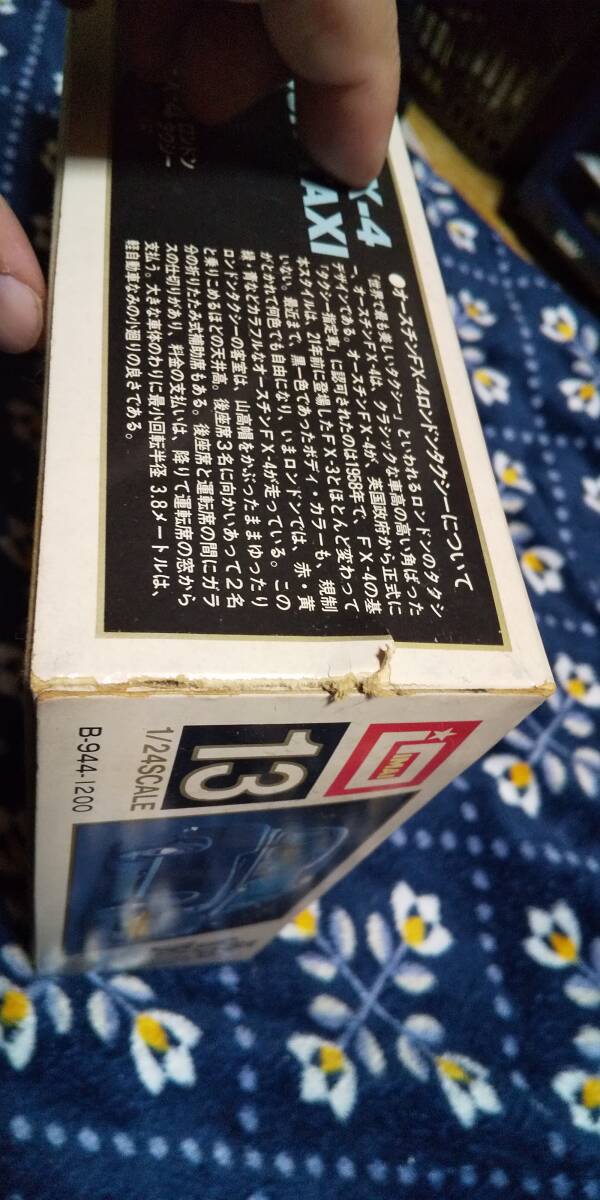 X-4
AXI
●オースチンFX-4ロンドンタクシーについて
「世界で最も美しいタクシー」といわれるロンドンのタクシ
ー、オースチンFX-4は、クラシックな車高の高い角ばった
デザインである。オースチンFX-4が、英国政府から正式に
「タクシー指定車」に認可されたのは1958年で、FX-4の基
本スタイルは、21年前に登場したFX-3とほとんど変わって
いない。最近まで、黒一色であったボディ・カラーも、規制
がとかれて何色でも自由になり、いまロンドンでは、赤・黄
緑・青などカラフルなオースチンFX-4が走っている。この
ロンドンタクシーの客室は、山高帽をかぶったままゆったり
と乗りこめるほどの天井高。後座席3名に向かいあって2名
分の折りたたみ式補助席もある。後座席と運転席の間にガラ
スの仕切りがあり、料金の支払いは、降りて運転席の窓から
支払う。大きな車体のわりに最小回転半径 3.8メートルは、
軽自動車なみの小廻りの良さである。
IMAI
13
1/24SCALE
B-944-1200